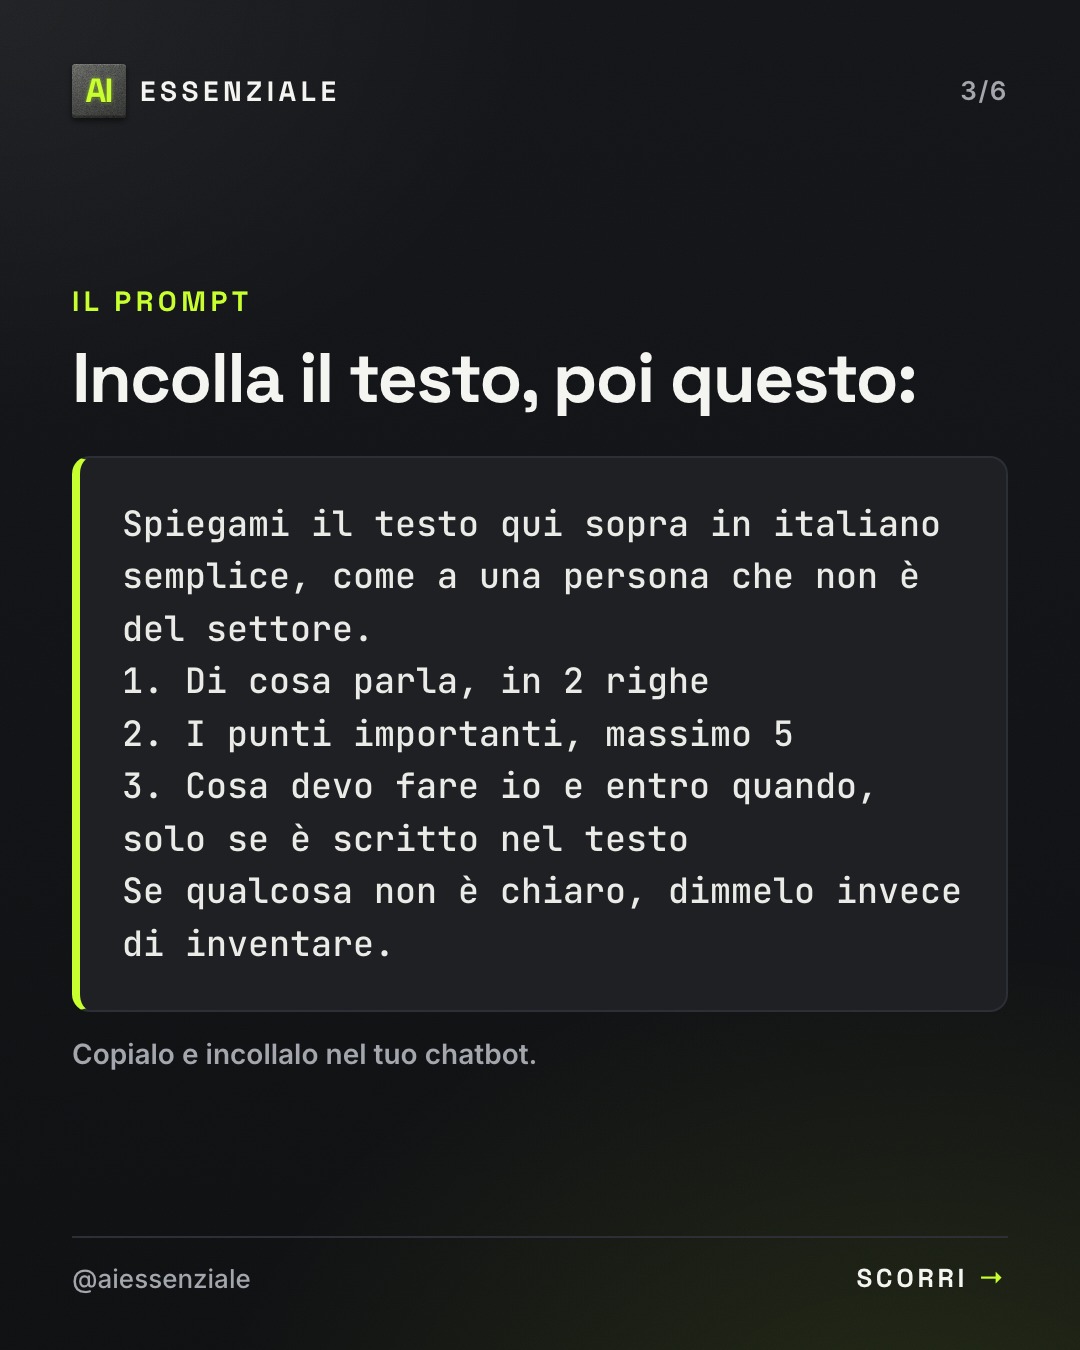 AI ESSENZIALE
3/6
IL PROMPT
Incolla il testo, poi questo:
Spiegami il testo qui sopra in italiano
semplice, come a una persona che non è
del settore.
1. Di cosa parla, in 2 righe
2. I punti importanti, massimo 5
3. Cosa devo fare io e entro quando,
solo se è scritto nel testo
Se qualcosa non è chiaro, dimmelo invece
di inventare.
Copialo e incollalo nel tuo chatbot.
@aiessenziale
SCORRI →